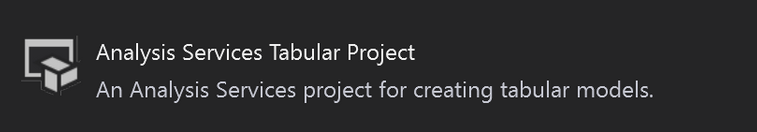 Analysis Services Tabular Project
An Analysis Services project for creating tabular models.